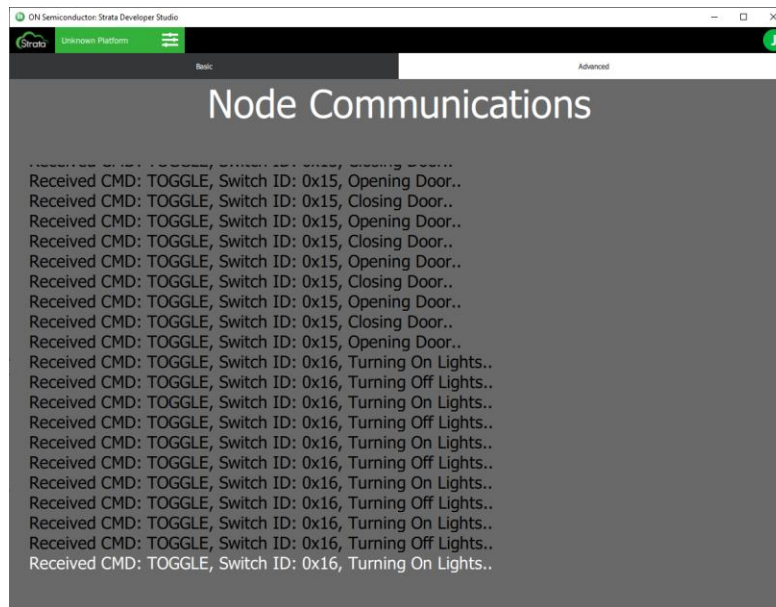 ON Semiconductor: Strata Developer Studio
Strata
Unknown Platform
J
Basic
Advanced
Node Communications
Received CMD: TOGGLE, Switch ID: 0x15, Closing Door..
Received CMD: TOGGLE, Switch ID: 0x15, Opening Door..
Received CMD: TOGGLE, Switch ID: 0x15, Closing Door..
Received CMD: TOGGLE, Switch ID: 0x15, Opening Door..
Received CMD: TOGGLE, Switch ID: 0x15, Closing Door..
Received CMD: TOGGLE, Switch ID: 0x15, Opening Door..
Received CMD: TOGGLE, Switch ID: 0x15, Closing Door..
Received CMD: TOGGLE, Switch ID: 0x15, Opening Door..
Received CMD: TOGGLE, Switch ID: 0x15, Closing Door..
Received CMD: TOGGLE, Switch ID: 0x15, Opening Door..
Received CMD: TOGGLE, Switch ID: 0x16, Turning On Lights..
Received CMD: TOGGLE, Switch ID: 0x16, Turning Off Lights..
Received CMD: TOGGLE, Switch ID: 0x16, Turning On Lights..
Received CMD: TOGGLE, Switch ID: 0x16, Turning Off Lights..
Received CMD: TOGGLE, Switch ID: 0x16, Turning On Lights..
Received CMD: TOGGLE, Switch ID: 0x16, Turning Off Lights..
Received CMD: TOGGLE, Switch ID: 0x16, Turning On Lights..
Received CMD: TOGGLE, Switch ID: 0x16, Turning Off Lights..
Received CMD: TOGGLE, Switch ID: 0x16, Turning On Lights..
Received CMD: TOGGLE, Switch ID: 0x16, Turning Off Lights..
Received CMD: TOGGLE, Switch ID: 0x16, Turning On Lights..